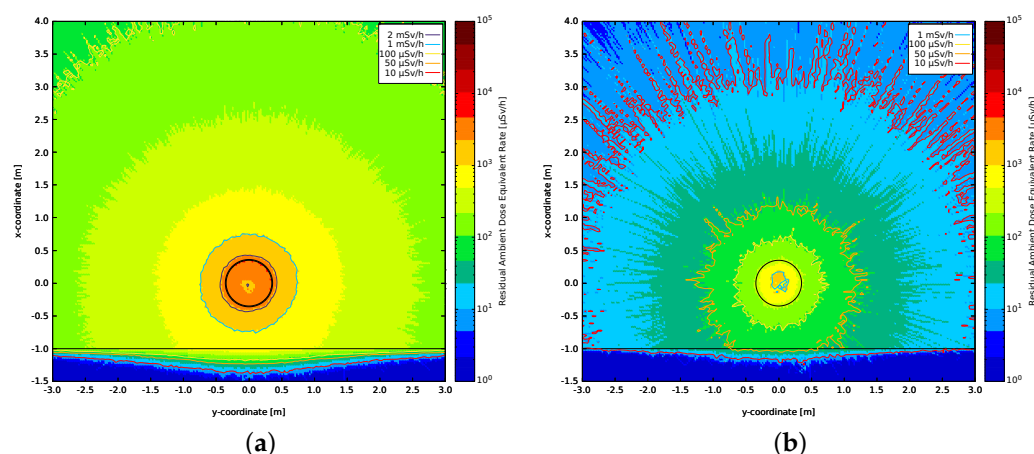 4.0
3.5
3.0
2.5
2.0
1.5
1.0
0.5
0.0
-0.5
-1.0
-1.5
x-coordinate [m]
-3.0 -2.5 -2.0 -1.5 -1.0 -0.5 0.0 0.5 1.0 1.5 2.0 2.5 3.0
y-coordinate [m]
2 mSv/h
1 mSv/h
100 µSv/h
50 µSv/h
10 µSv/h
10⁵
10⁴
10³
10²
10¹
10⁰
Residual Ambient Dose Equivalent Rate [µSv/h]
(a)
4.0
3.5
3.0
2.5
2.0
1.5
1.0
0.5
0.0
-0.5
-1.0
-1.5
x-coordinate [m]
-3.0 -2.5 -2.0 -1.5 -1.0 -0.5 0.0 0.5 1.0 1.5 2.0 2.5 3.0
y-coordinate [m]
1 mSv/h
100 µSv/h
50 µSv/h
10 µSv/h
10⁵
10⁴
10³
10²
10¹
10⁰
Residual Ambient Dose Equivalent Rate [µSv/h]
(b)